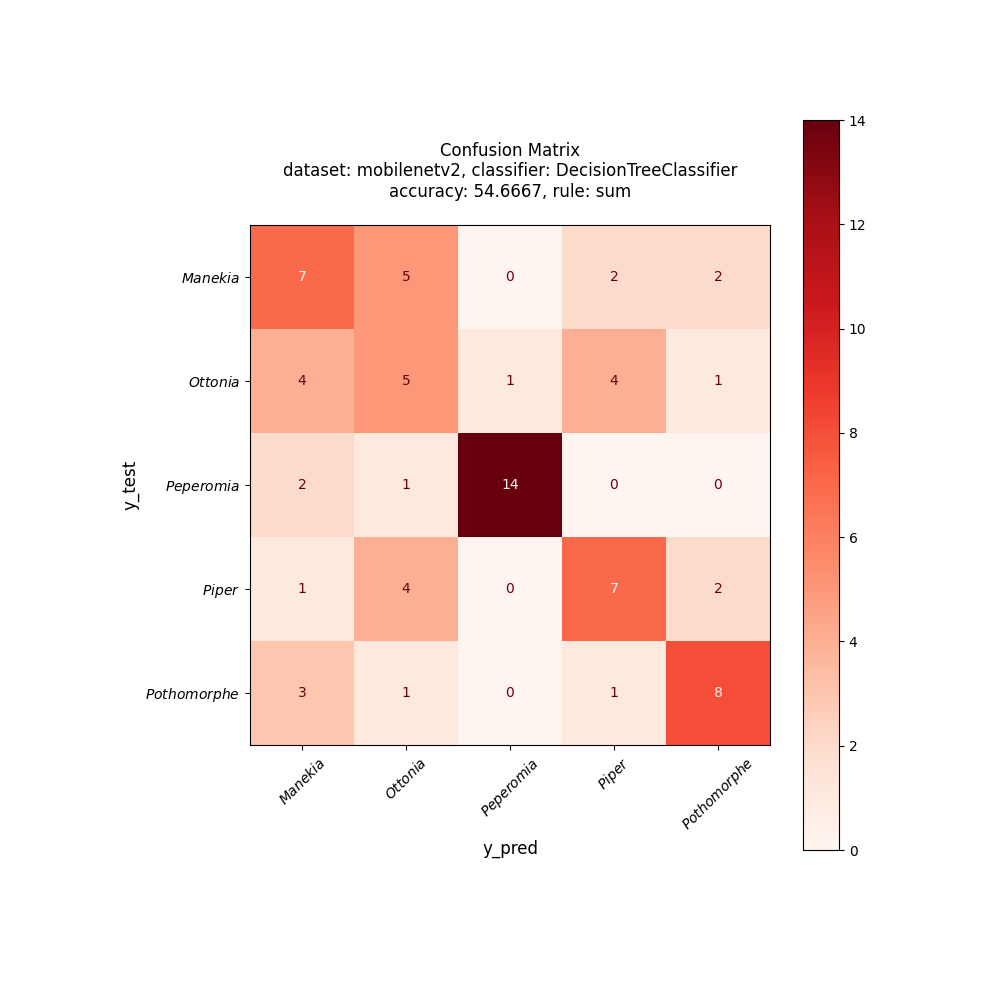 Confusion Matrix
dataset: mobilenetv2, classifier: DecisionTreeClassifier
accuracy: 54.6667, rule: sum
y_test
Manekia 7 5 0 2 2
Ottonia 4 5 1 4 1
Peperomia 2 1 14 0 0
Piper 1 4 0 7 2
Pothomorphe 3 1 0 1 8
Manekia Ottonia Peperomia Piper Pothomorphe
y_pred
14
12
10
8
6
4
2
0